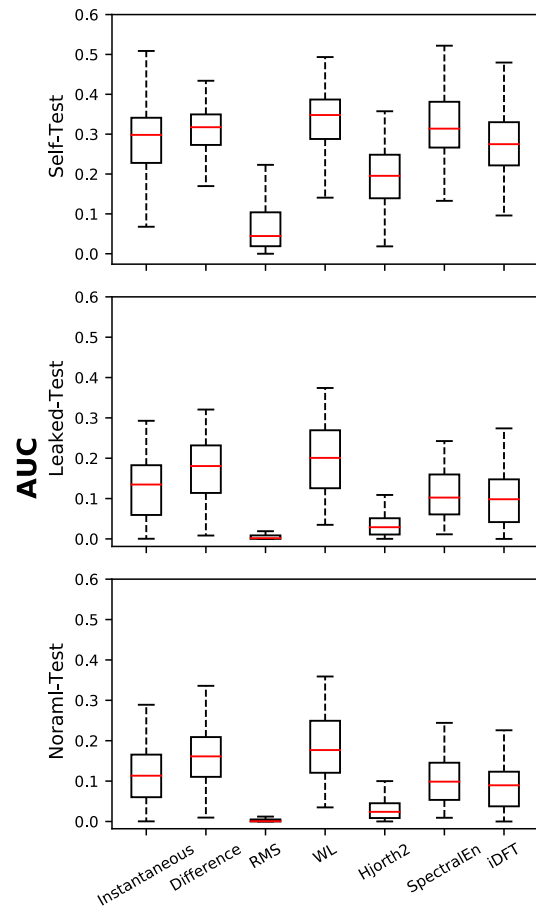 AUC
Self-Test
0.6
0.5
0.4
0.3
0.2
0.1
0.0
Leaked-Test
0.6
0.5
0.4
0.3
0.2
0.1
0.0
Noraml-Test
0.6
0.5
0.4
0.3
0.2
0.1
0.0
Instantaneous
Difference
RMS
WL
Hjorth2
SpectralEn
iDFT